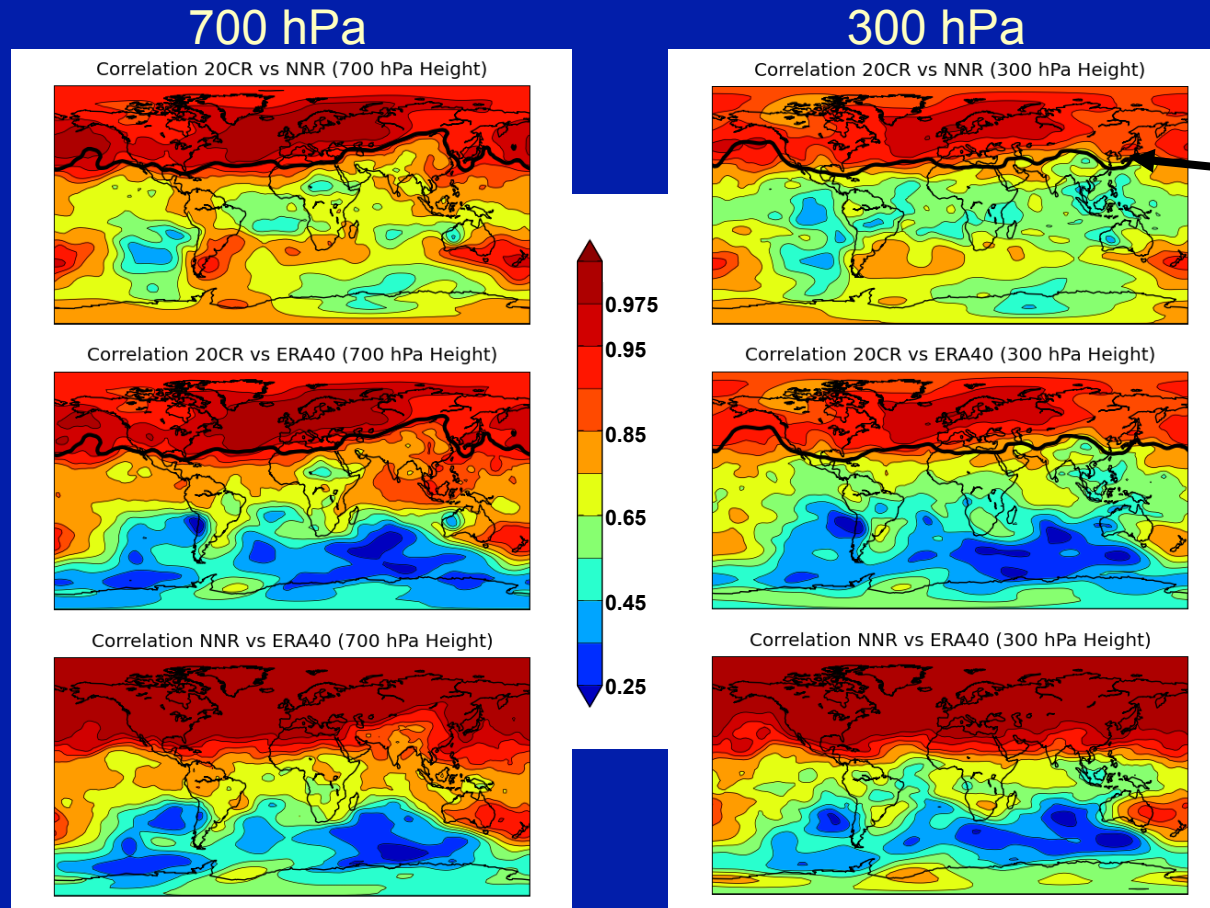 700 hPa
300 hPa
Correlation 20CR vs NNR (700 hPa Height)
Correlation 20CR vs NNR (300 hPa Height)
0.975
0.95
0.85
0.65
0.45
0.25
Correlation 20CR vs ERA40 (700 hPa Height)
Correlation 20CR vs ERA40 (300 hPa Height)
Correlation NNR vs ERA40 (700 hPa Height)
Correlation NNR vs ERA40 (300 hPa Height)